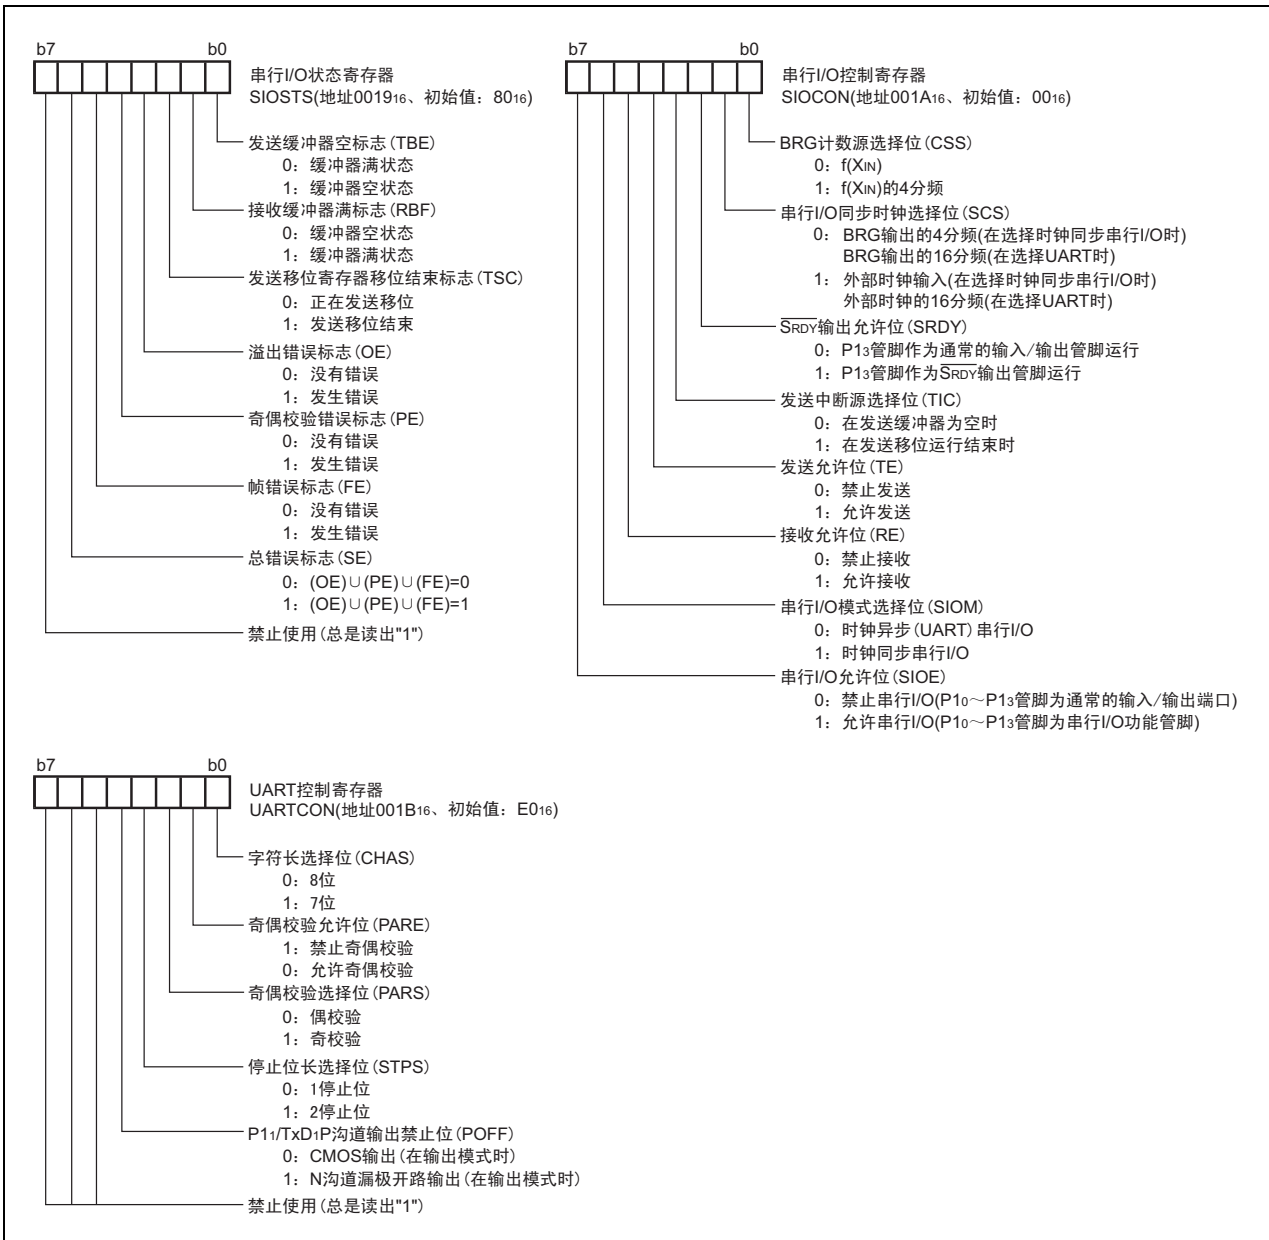 b7 b0
串行I/O状态寄存器
SIOSTS(地址0019₁₆、初始值：80₁₆)
发送缓冲器空标志(TBE)
0：缓冲器满状态
1：缓冲器空状态
接收缓冲器满标志(RBF)
0：缓冲器空状态
1：缓冲器满状态
发送移位寄存器移位结束标志(TSC)
0：正在发送移位
1：发送移位结束
溢出错误标志(OE)
0：没有错误
1：发生错误
奇偶校验错误标志(PE)
0：没有错误
1：发生错误
帧错误标志(FE)
0：没有错误
1：发生错误
总错误标志(SE)
0：(OE)∪(PE)∪(FE)=0
1：(OE)∪(PE)∪(FE)=1
禁止使用(总是读出"1")
b7 b0
串行I/O控制寄存器
SIOCON(地址001A₁₆、初始值：00₁₆)
BRG计数源选择位(CSS)
0：f(XIN)
1：f(XIN)的4分频
串行I/O同步时钟选择位(SCS)
0：BRG输出的4分频(在选择时钟同步串行I/O时)
BRG输出的16分频(在选择UART时)
1：外部时钟输入(在选择时钟同步串行I/O时)
外部时钟的16分频(在选择UART时)
S̅R̅D̅Y̅输出允许位(SRDY)
0：P1₃管脚作为通常的输入/输出管脚运行
1：P1₃管脚作为S̅R̅D̅Y̅输出管脚运行
发送中断源选择位(TIC)
0：在发送缓冲器为空时
1：在发送移位运行结束时
发送允许位(TE)
0：禁止发送
1：允许发送
接收允许位(RE)
0：禁止接收
1：允许接收
串行I/O模式选择位(SIOM)
0：时钟异步(UART)串行I/O
1：时钟同步串行I/O
串行I/O允许位(SIOE)
0：禁止串行I/O(P1₀～P1₃管脚为通常的输入/输出端口)
1：允许串行I/O(P1₀～P1₃管脚为串行I/O功能管脚)
b7 b0
UART控制寄存器
UARTCON(地址001B₁₆、初始值：E0₁₆)
字符长选择位(CHAS)
0：8位
1：7位
奇偶校验允许位(PARE)
1：禁止奇偶校验
0：允许奇偶校验
奇偶校验选择位(PARS)
0：偶校验
1：奇校验
停止位长选择位(STPS)
0：1停止位
1：2停止位
P1₁/TxD₁P沟道输出禁止位(POFF)
0：CMOS输出(在输出模式时)
1：N沟道漏极开路输出(在输出模式时)
禁止使用(总是读出"1")